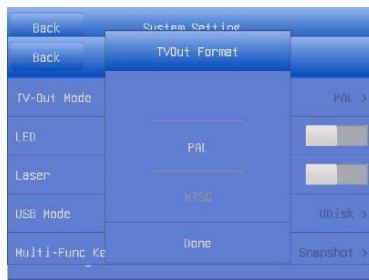 Back
System Setting
Back
TVOut Format
TV-Out Mode
PAL >
LED
PAL
Laser
NTSC
USB Mode
UDisk >
Multi-Func Ke
Done
Snapshot >